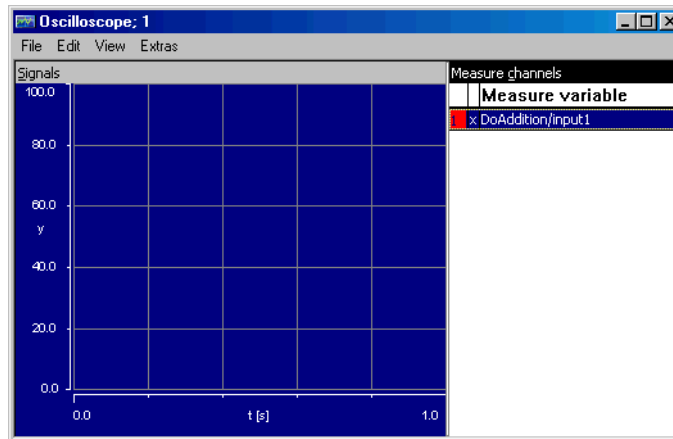 Oscilloscope; 1
File Edit View Extras
Signals
Measure channels
Measure variable
1 x DoAddition/input1
100.0
80.0
60.0
y
40.0
20.0
0.0
0.0 t [s] 1.0